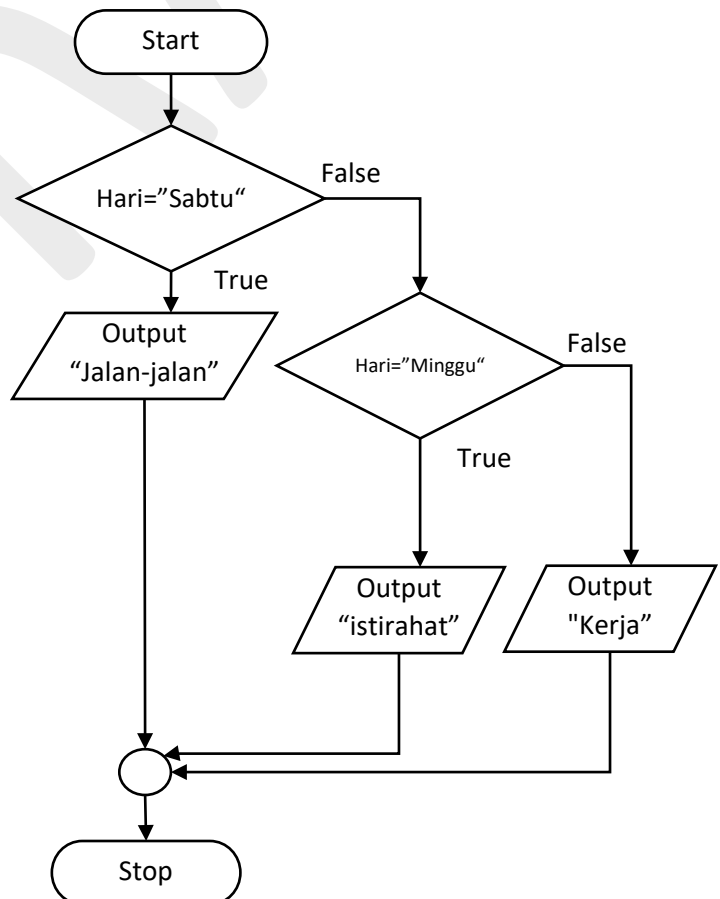 Start
Hari=”Sabtu“
False
True
Output
“Jalan-jalan”
Hari=”Minggu“
False
True
Output
“istirahat”
Output
"Kerja”
Stop